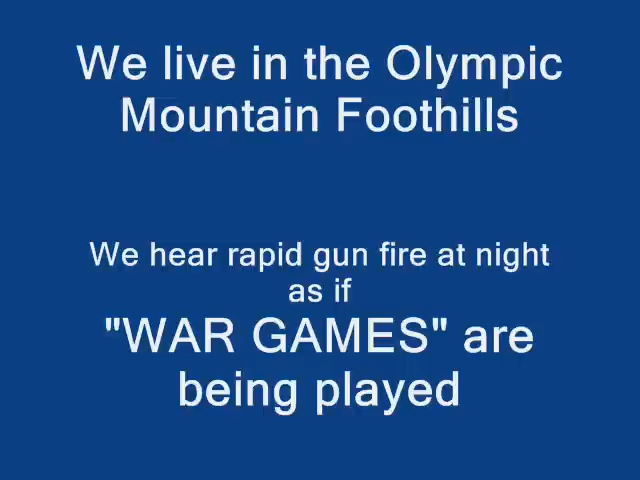 We live in the Olympic
Mountain Foothills
We hear rapid gun fire at night
as if
"WAR GAMES" are
being played